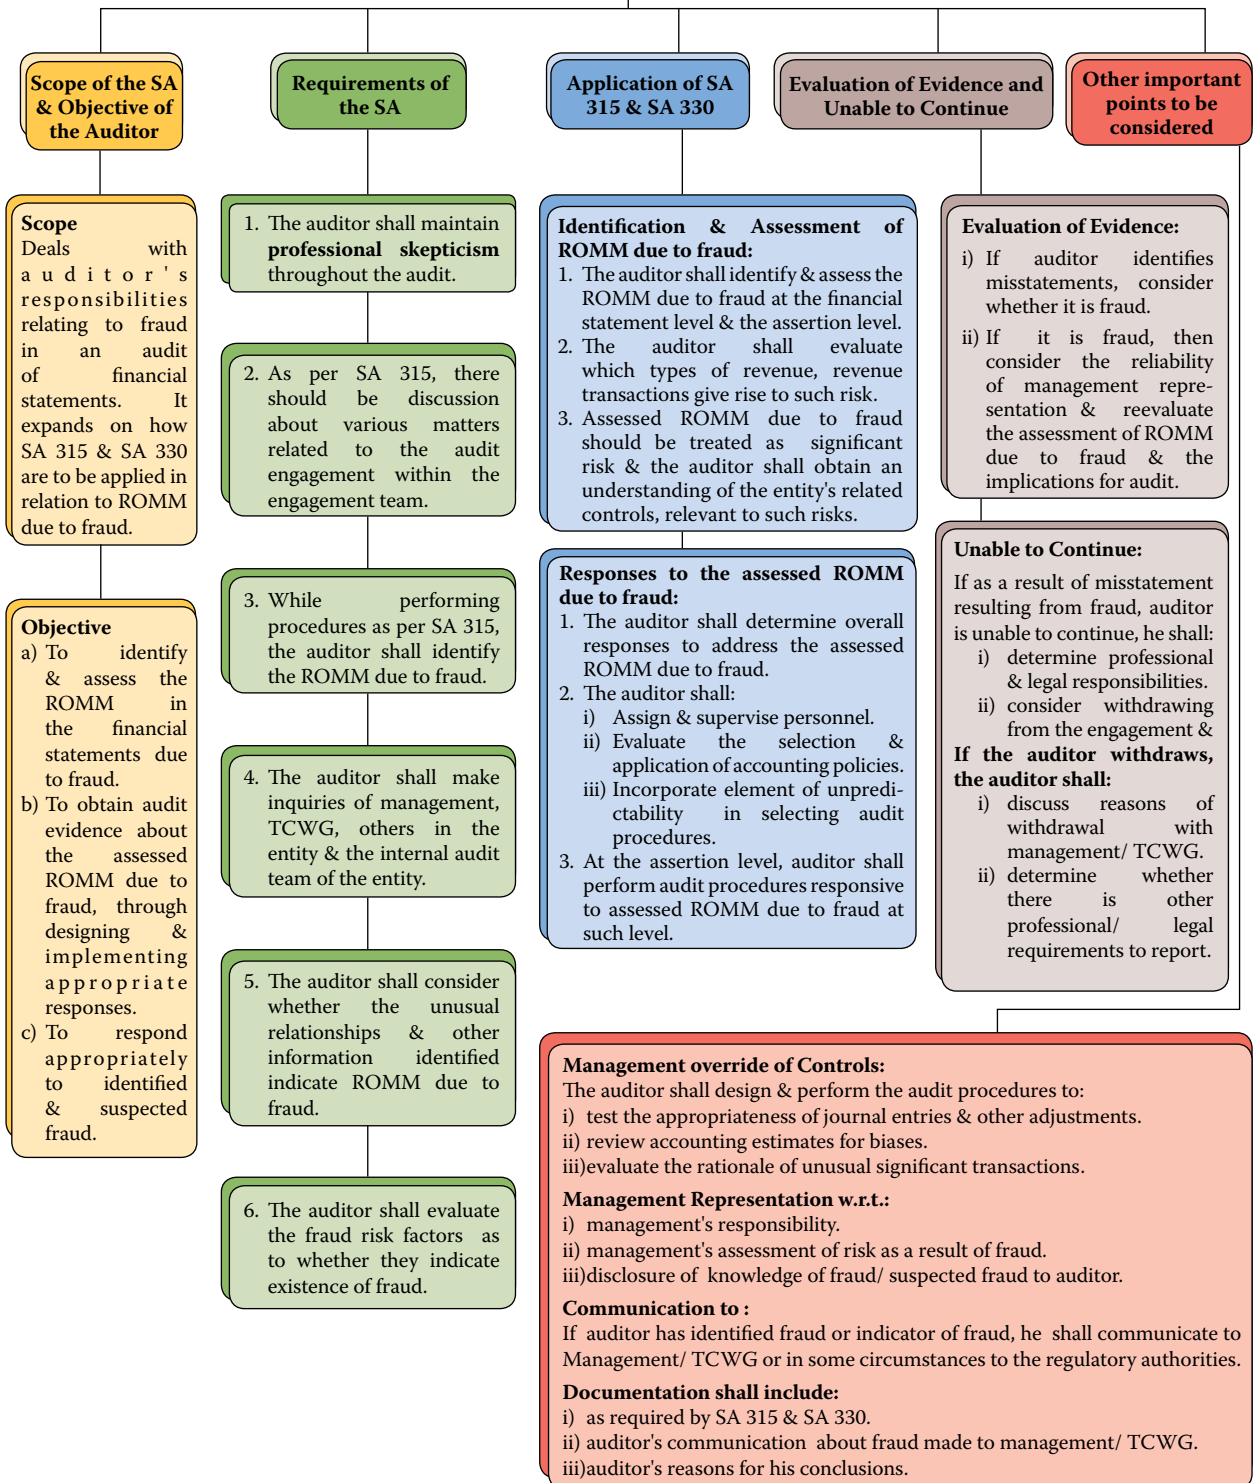 Scope of the SA
& Objective of
the Auditor
Requirements of
the SA
Application of SA
315 & SA 330
Evaluation of Evidence and
Unable to Continue
Other important
points to be
considered
Scope
Deals with
auditor's
responsibilities
relating to fraud
in an audit
of financial
statements. It
expands on how
SA 315 & SA 330
are to be applied in
relation to ROMM
due to fraud.
Objective
a) To identify
& assess the
ROMM in
the financial
statements due
to fraud.
b) To obtain audit
evidence about
the assessed
ROMM due to
fraud, through
designing &
implementing
appropriate
responses.
c) To respond
appropriately
to identified
& suspected
fraud.
1. The auditor shall maintain
professional skepticism
throughout the audit.
2. As per SA 315, there
should be discussion
about various matters
related to the audit
engagement within the
engagement team.
3. While performing
procedures as per SA 315,
the auditor shall identify
the ROMM due to fraud.
4. The auditor shall make
inquiries of management,
TCWG, others in the
entity & the internal audit
team of the entity.
5. The auditor shall consider
whether the unusual
relationships & other
information identified
indicate ROMM due to
fraud.
6. The auditor shall evaluate
the fraud risk factors as
to whether they indicate
existence of fraud.
Identification & Assessment of
ROMM due to fraud:
1. The auditor shall identify & assess the
ROMM due to fraud at the financial
statement level & the assertion level.
2. The auditor shall evaluate
which types of revenue, revenue
transactions give rise to such risk.
3. Assessed ROMM due to fraud
should be treated as significant
risk & the auditor shall obtain an
understanding of the entity's related
controls, relevant to such risks.
Responses to the assessed ROMM
due to fraud:
1. The auditor shall determine overall
responses to address the assessed
ROMM due to fraud.
2. The auditor shall:
i) Assign & supervise personnel.
ii) Evaluate the selection &
application of accounting policies.
iii) Incorporate element of unpredi-
ctability in selecting audit
procedures.
3. At the assertion level, auditor shall
perform audit procedures responsive
to assessed ROMM due to fraud at
such level.
Evaluation of Evidence:
i) If auditor identifies
misstatements, consider
whether it is fraud.
ii) If it is fraud, then
consider the reliability
of management repre-
sentation & reevaluate
the assessment of ROMM
due to fraud & the
implications for audit.
Unable to Continue:
If as a result of misstatement
resulting from fraud, auditor
is unable to continue, he shall:
i) determine professional
& legal responsibilities.
ii) consider withdrawing
from the engagement &
If the auditor withdraws,
the auditor shall:
i) discuss reasons of
withdrawal with
management/ TCWG.
ii) determine whether
there is other
professional/ legal
requirements to report.
Management override of Controls:
The auditor shall design & perform the audit procedures to:
i) test the appropriateness of journal entries & other adjustments.
ii) review accounting estimates for biases.
iii)evaluate the rationale of unusual significant transactions.
Management Representation w.r.t.:
i) management's responsibility.
ii) management's assessment of risk as a result of fraud.
iii)disclosure of knowledge of fraud/ suspected fraud to auditor.
Communication to :
If auditor has identified fraud or indicator of fraud, he shall communicate to
Management/ TCWG or in some circumstances to the regulatory authorities.
Documentation shall include:
i) as required by SA 315 & SA 330.
ii) auditor's communication about fraud made to management/ TCWG.
iii)auditor's reasons for his conclusions.